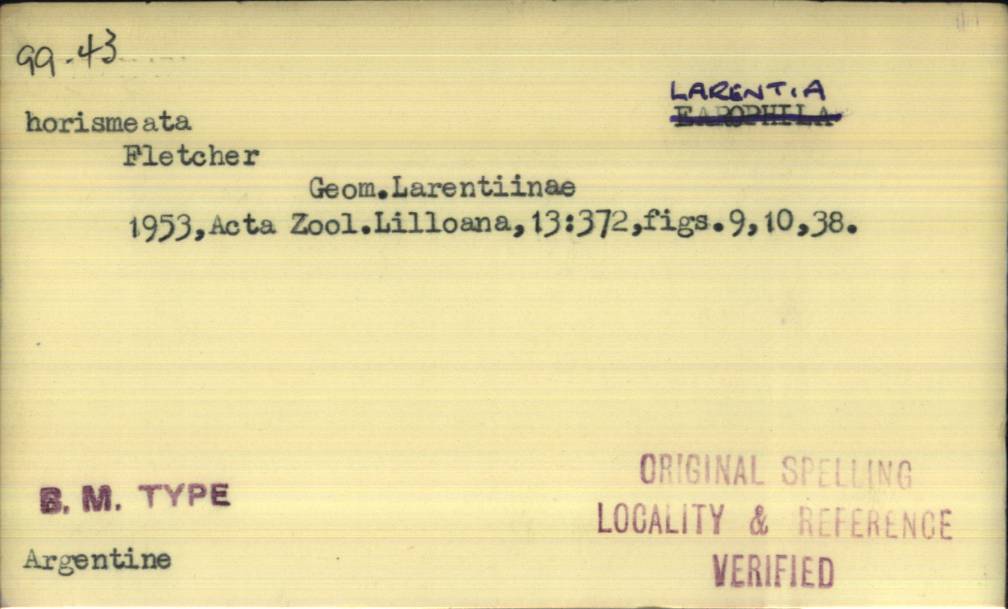 99.43
LARENTIA
horismeata
EAROPHILA
Fletcher
Geom.Larentiinae
1953,Acta Zool.Lilloana,13:372,figs.9,10,38.
ORIGINAL SPELLING
B. M. TYPE
LOCALITY & REFERENCE
Argentine
VERIFIED